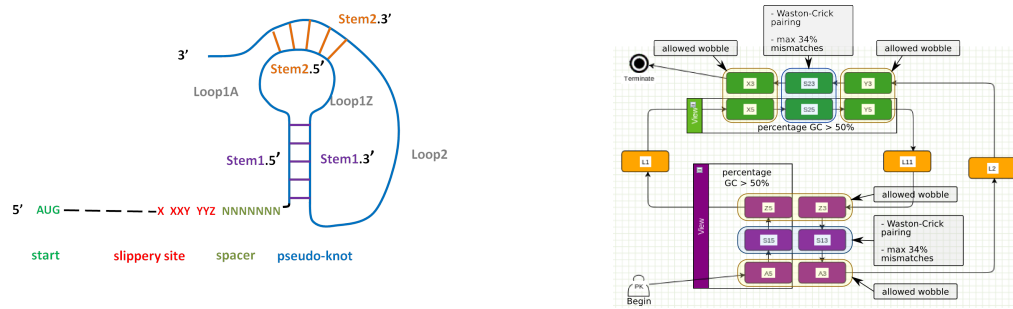 Stem2.3’
3’
Stem2.5’
Loop1A
Loop1Z
Stem1.5’
Stem1.3’
Loop2
5’ AUG X XXY YYZ NNNNNNN
start slippery site spacer pseudo-knot
- Waston-Crick
pairing
- max 34%
mismatches
allowed wobble
allowed wobble
Terminate
X3 S23 Y3
X5 S25 Y5
View
percentage GC > 50%
L1
L11
L2
percentage
GC > 50%
allowed wobble
Z5 Z3
View
- Waston-Crick
pairing
- max 34%
mismatches
S15 S13
A5 A3
allowed wobble
PK
Begin